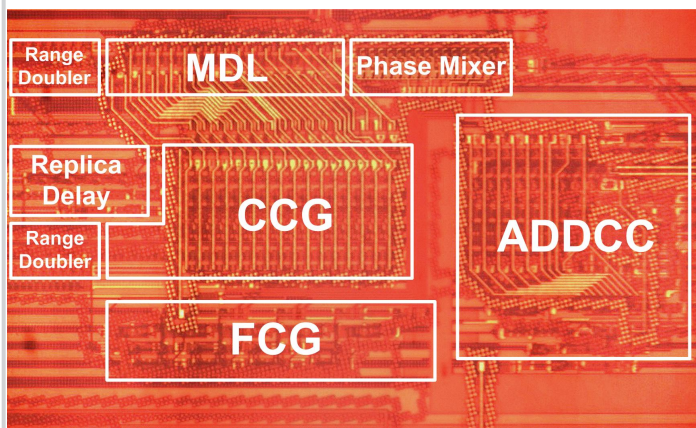 Range
Doubler
MDL
Phase Mixer
Replica
Delay
CCG
ADDCC
Range
Doubler
FCG